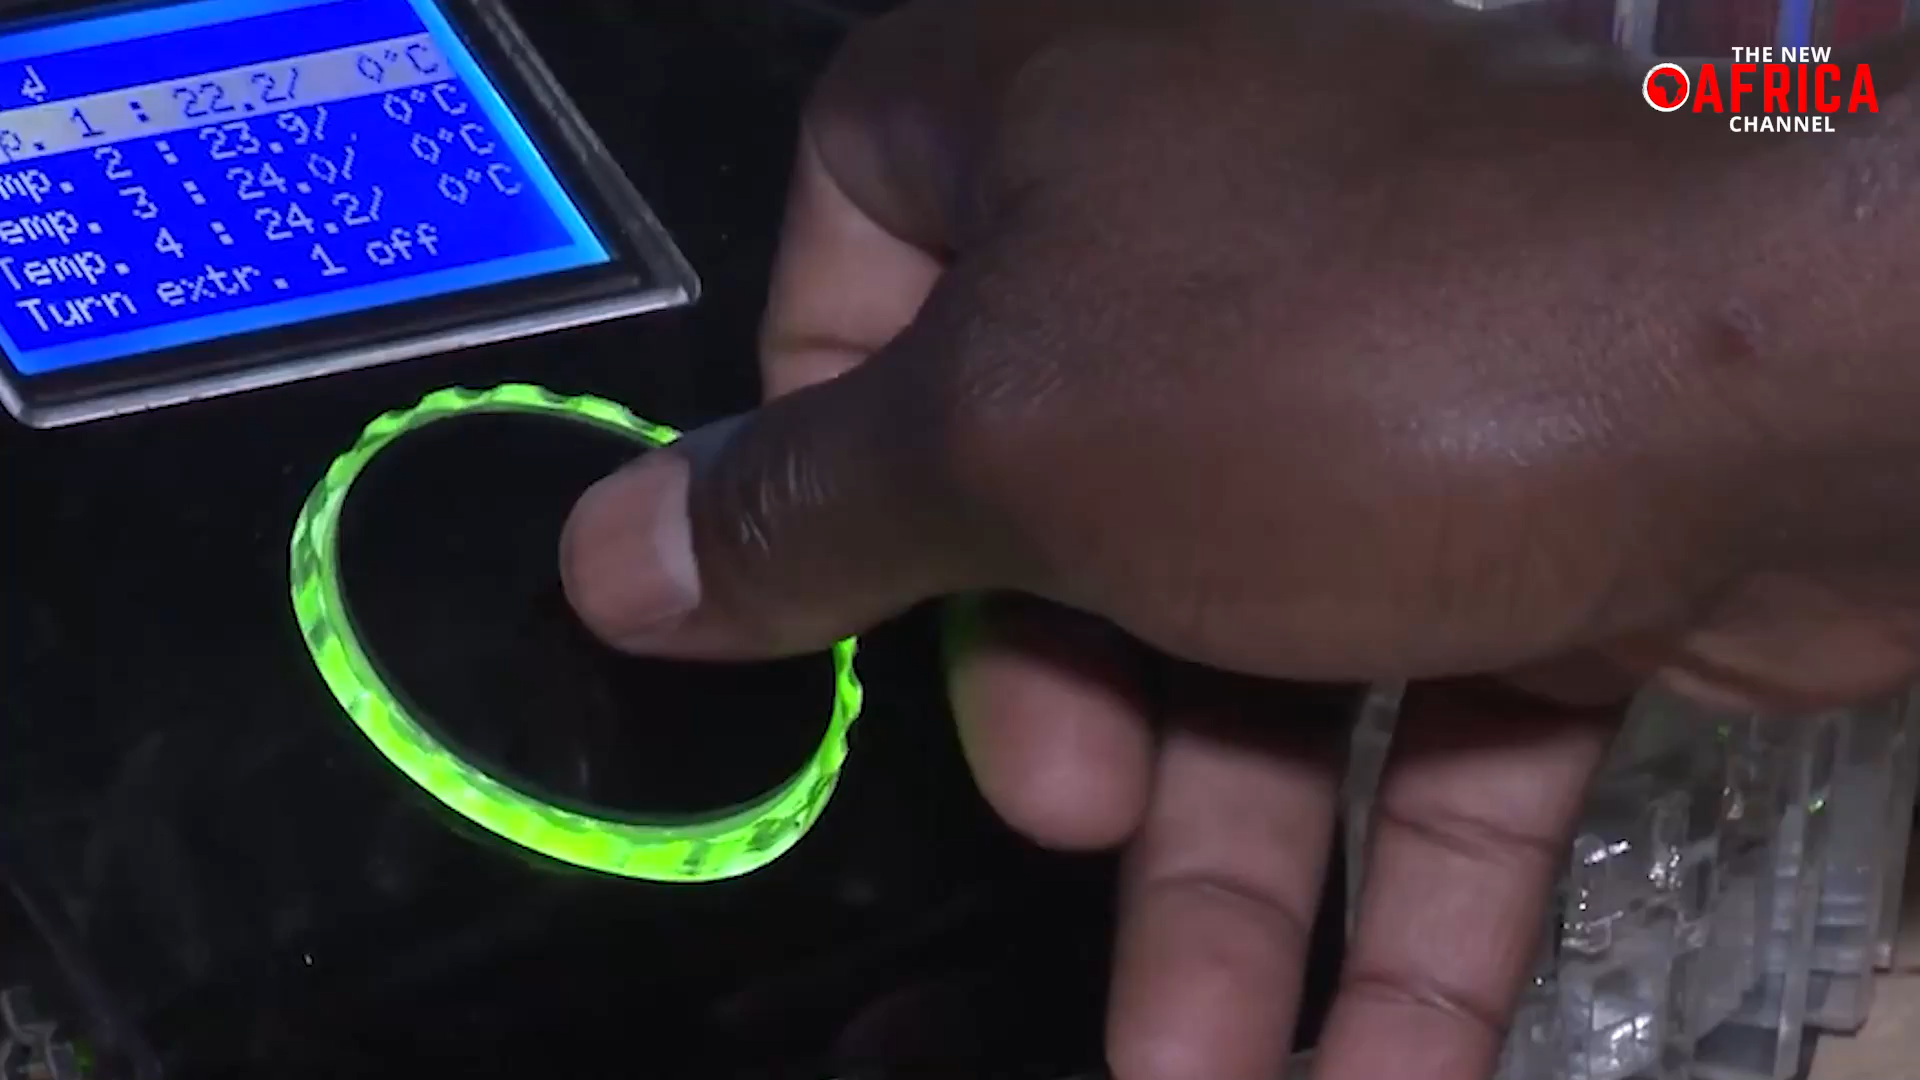 p. 1 : 22.2/ 0°C
mp. 2 : 23.9/ 0°C
emp. 3 : 24.0/ 0°C
Temp. 4 : 24.2/ 0°C
Turn extr. 1 off
THE NEW
AFRICA
CHANNEL